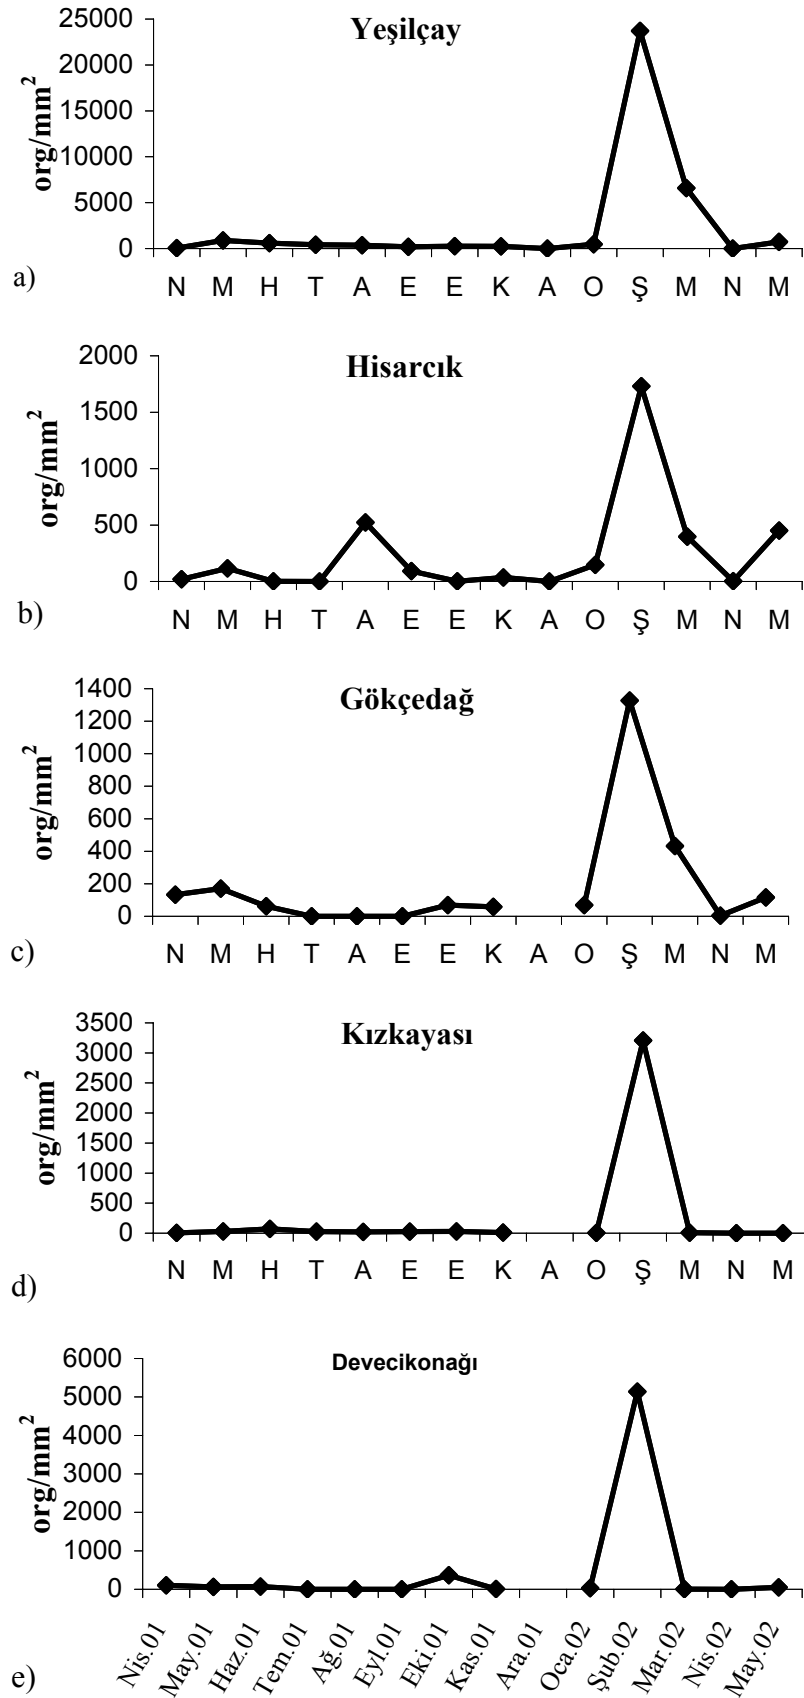 Yeşilçay
25000
20000
15000
10000
5000
0
org/mm²
a)
N M H T A E E K A O Ş M N M
Hisarcık
2000
1500
1000
500
0
org/mm²
b)
N M H T A E E K A O Ş M N M
Gökçedağ
1400
1200
1000
800
600
400
200
0
org/mm²
c)
N M H T A E E K A O Ş M N M
Kızkayası
3500
3000
2500
2000
1500
1000
500
0
org/mm²
d)
N M H T A E E K A O Ş M N M
Devecikonağı
6000
5000
4000
3000
2000
1000
0
org/mm²
e)
Nis.01 May.01 Haz.01 Tem.01 Ağ.01 Eyl.01 Eki.01 Kas.01 Ara.01 Oca.02 Şub.02 Mar.02 Nis.02 May.02